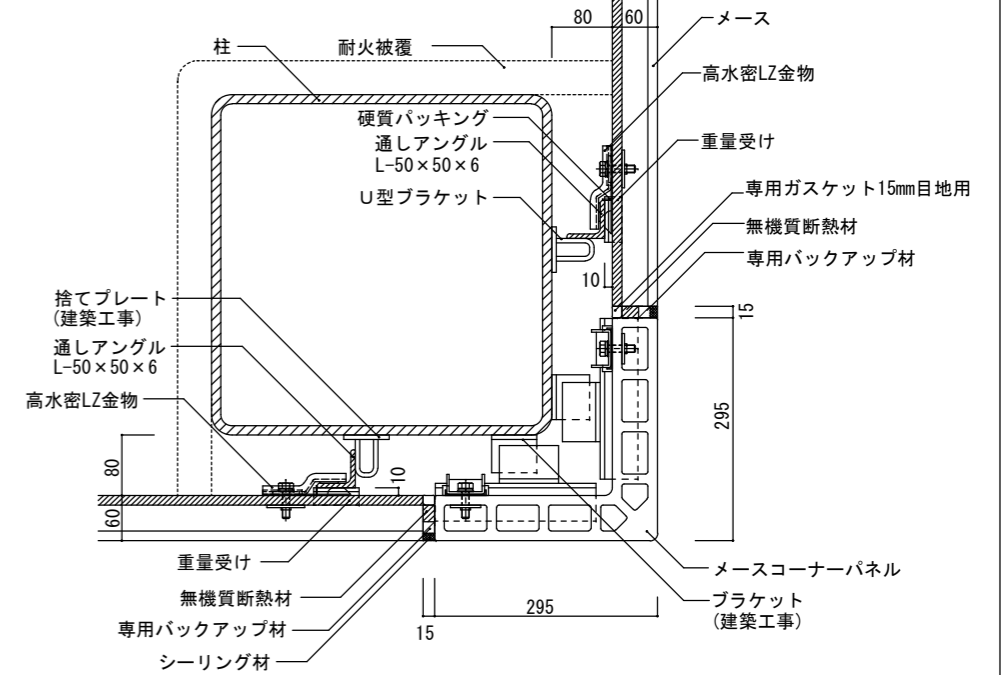 80
60
メース
柱
耐火被覆
高水密LZ金物
硬質パッキング
通しアングル
L-50×50×6
重量受け
U型ブラケット
専用ガスケット15mm目地用
無機質断熱材
専用バックアップ材
10
15
捨てプレート
(建築工事)
通しアングル
L-50×50×6
高水密LZ金物
295
80
10
60
重量受け
無機質断熱材
専用バックアップ材
シーリング材
15
295
メースコーナーパネル
ブラケット
(建築工事)